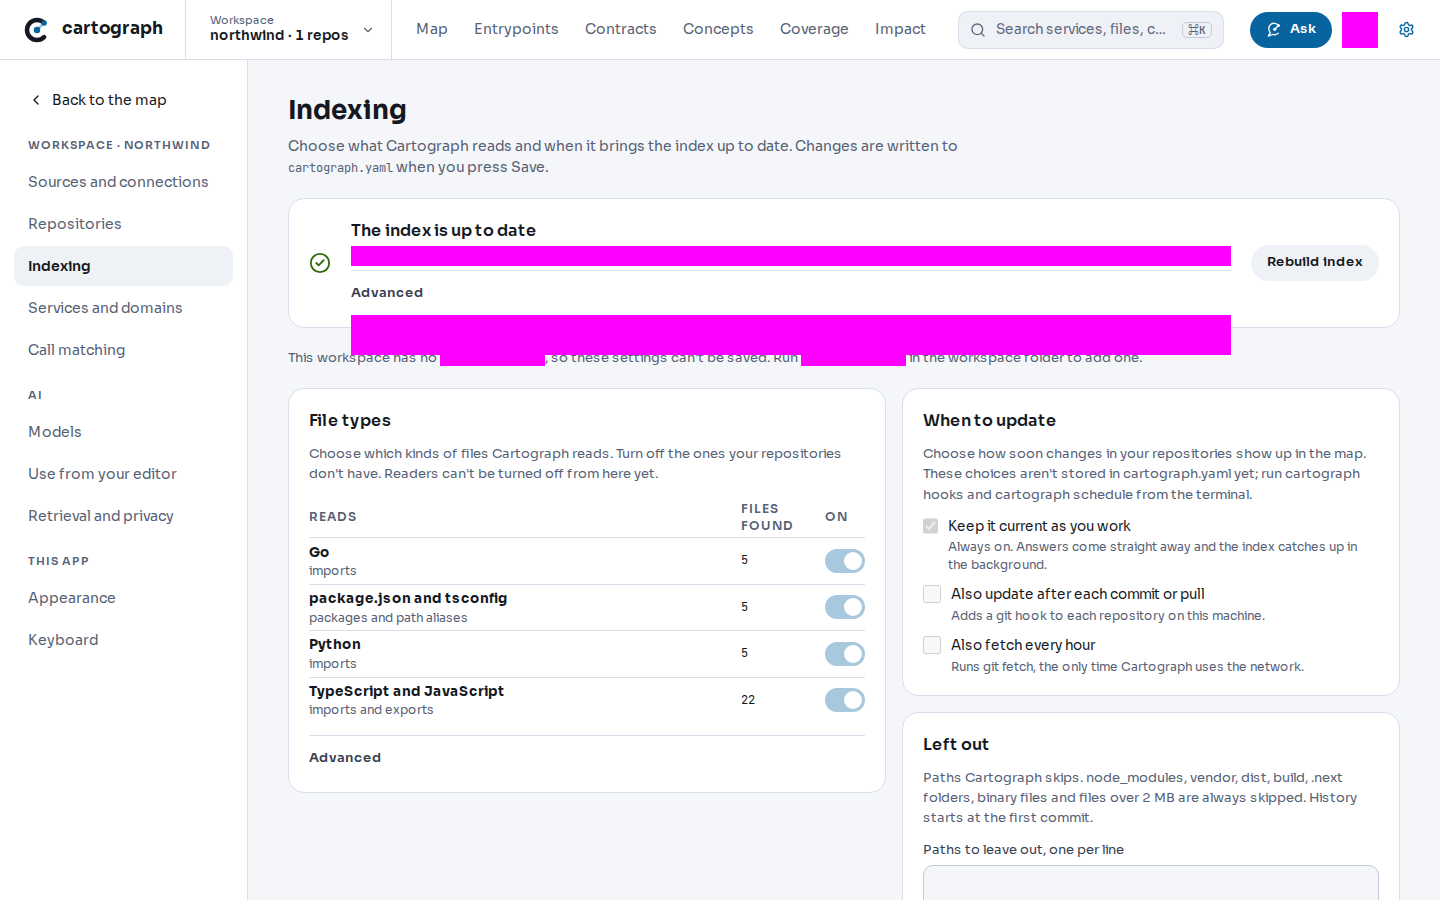 cartograph
Workspace
northwind · 1 repos
Map
Entrypoints
Contracts
Concepts
Coverage
Impact
Search services, files, c...
⌘K
Ask
Back to the map
WORKSPACE · NORTHWIND
Sources and connections
Repositories
Indexing
Services and domains
Call matching
AI
Models
Use from your editor
Retrieval and privacy
THIS APP
Appearance
Keyboard
Indexing
Choose what Cartograph reads and when it brings the index up to date. Changes are written to
cartograph.yaml when you press Save.
The index is up to date
Advanced
Rebuild index
This workspace has no , so these settings can't be saved. Run in the workspace folder to add one.
File types
Choose which kinds of files Cartograph reads. Turn off the ones your repositories
don't have. Readers can't be turned off from here yet.
READS
FILES
FOUND
ON
Go
imports
5
package.json and tsconfig
packages and path aliases
5
Python
imports
5
TypeScript and JavaScript
imports and exports
22
Advanced
When to update
Choose how soon changes in your repositories show up in the map.
These choices aren't stored in cartograph.yaml yet; run cartograph
hooks and cartograph schedule from the terminal.
Keep it current as you work
Always on. Answers come straight away and the index catches up in
the background.
Also update after each commit or pull
Adds a git hook to each repository on this machine.
Also fetch every hour
Runs git fetch, the only time Cartograph uses the network.
Left out
Paths Cartograph skips. node_modules, vendor, dist, build, .next
folders, binary files and files over 2 MB are always skipped. History
starts at the first commit.
Paths to leave out, one per line